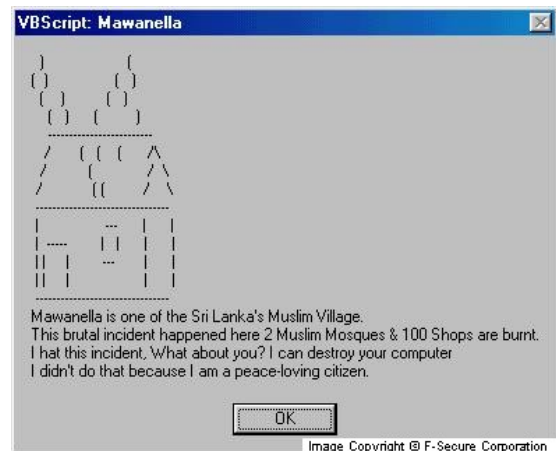 VBScript: Mawanella
)                    (
( )               ( )
(   )          (   )
( )     (        )
-------------------------
/      (  (   (      /\
/         (          /  \
/          ((       /    \
--------------------------------
|                ---      |     |
| -----        |  |     |     |
||    |         ---      |     |
||    |                   |     |
--------------------------------
Mawanella is one of the Sri Lanka's Muslim Village.
This brutal incident happened here 2 Muslim Mosques & 100 Shops are burnt.
I hat this incident, What about you? I can destroy your computer
I didn't do that because I am a peace-loving citizen.
OK
Image Copyright © F-Secure Corporation